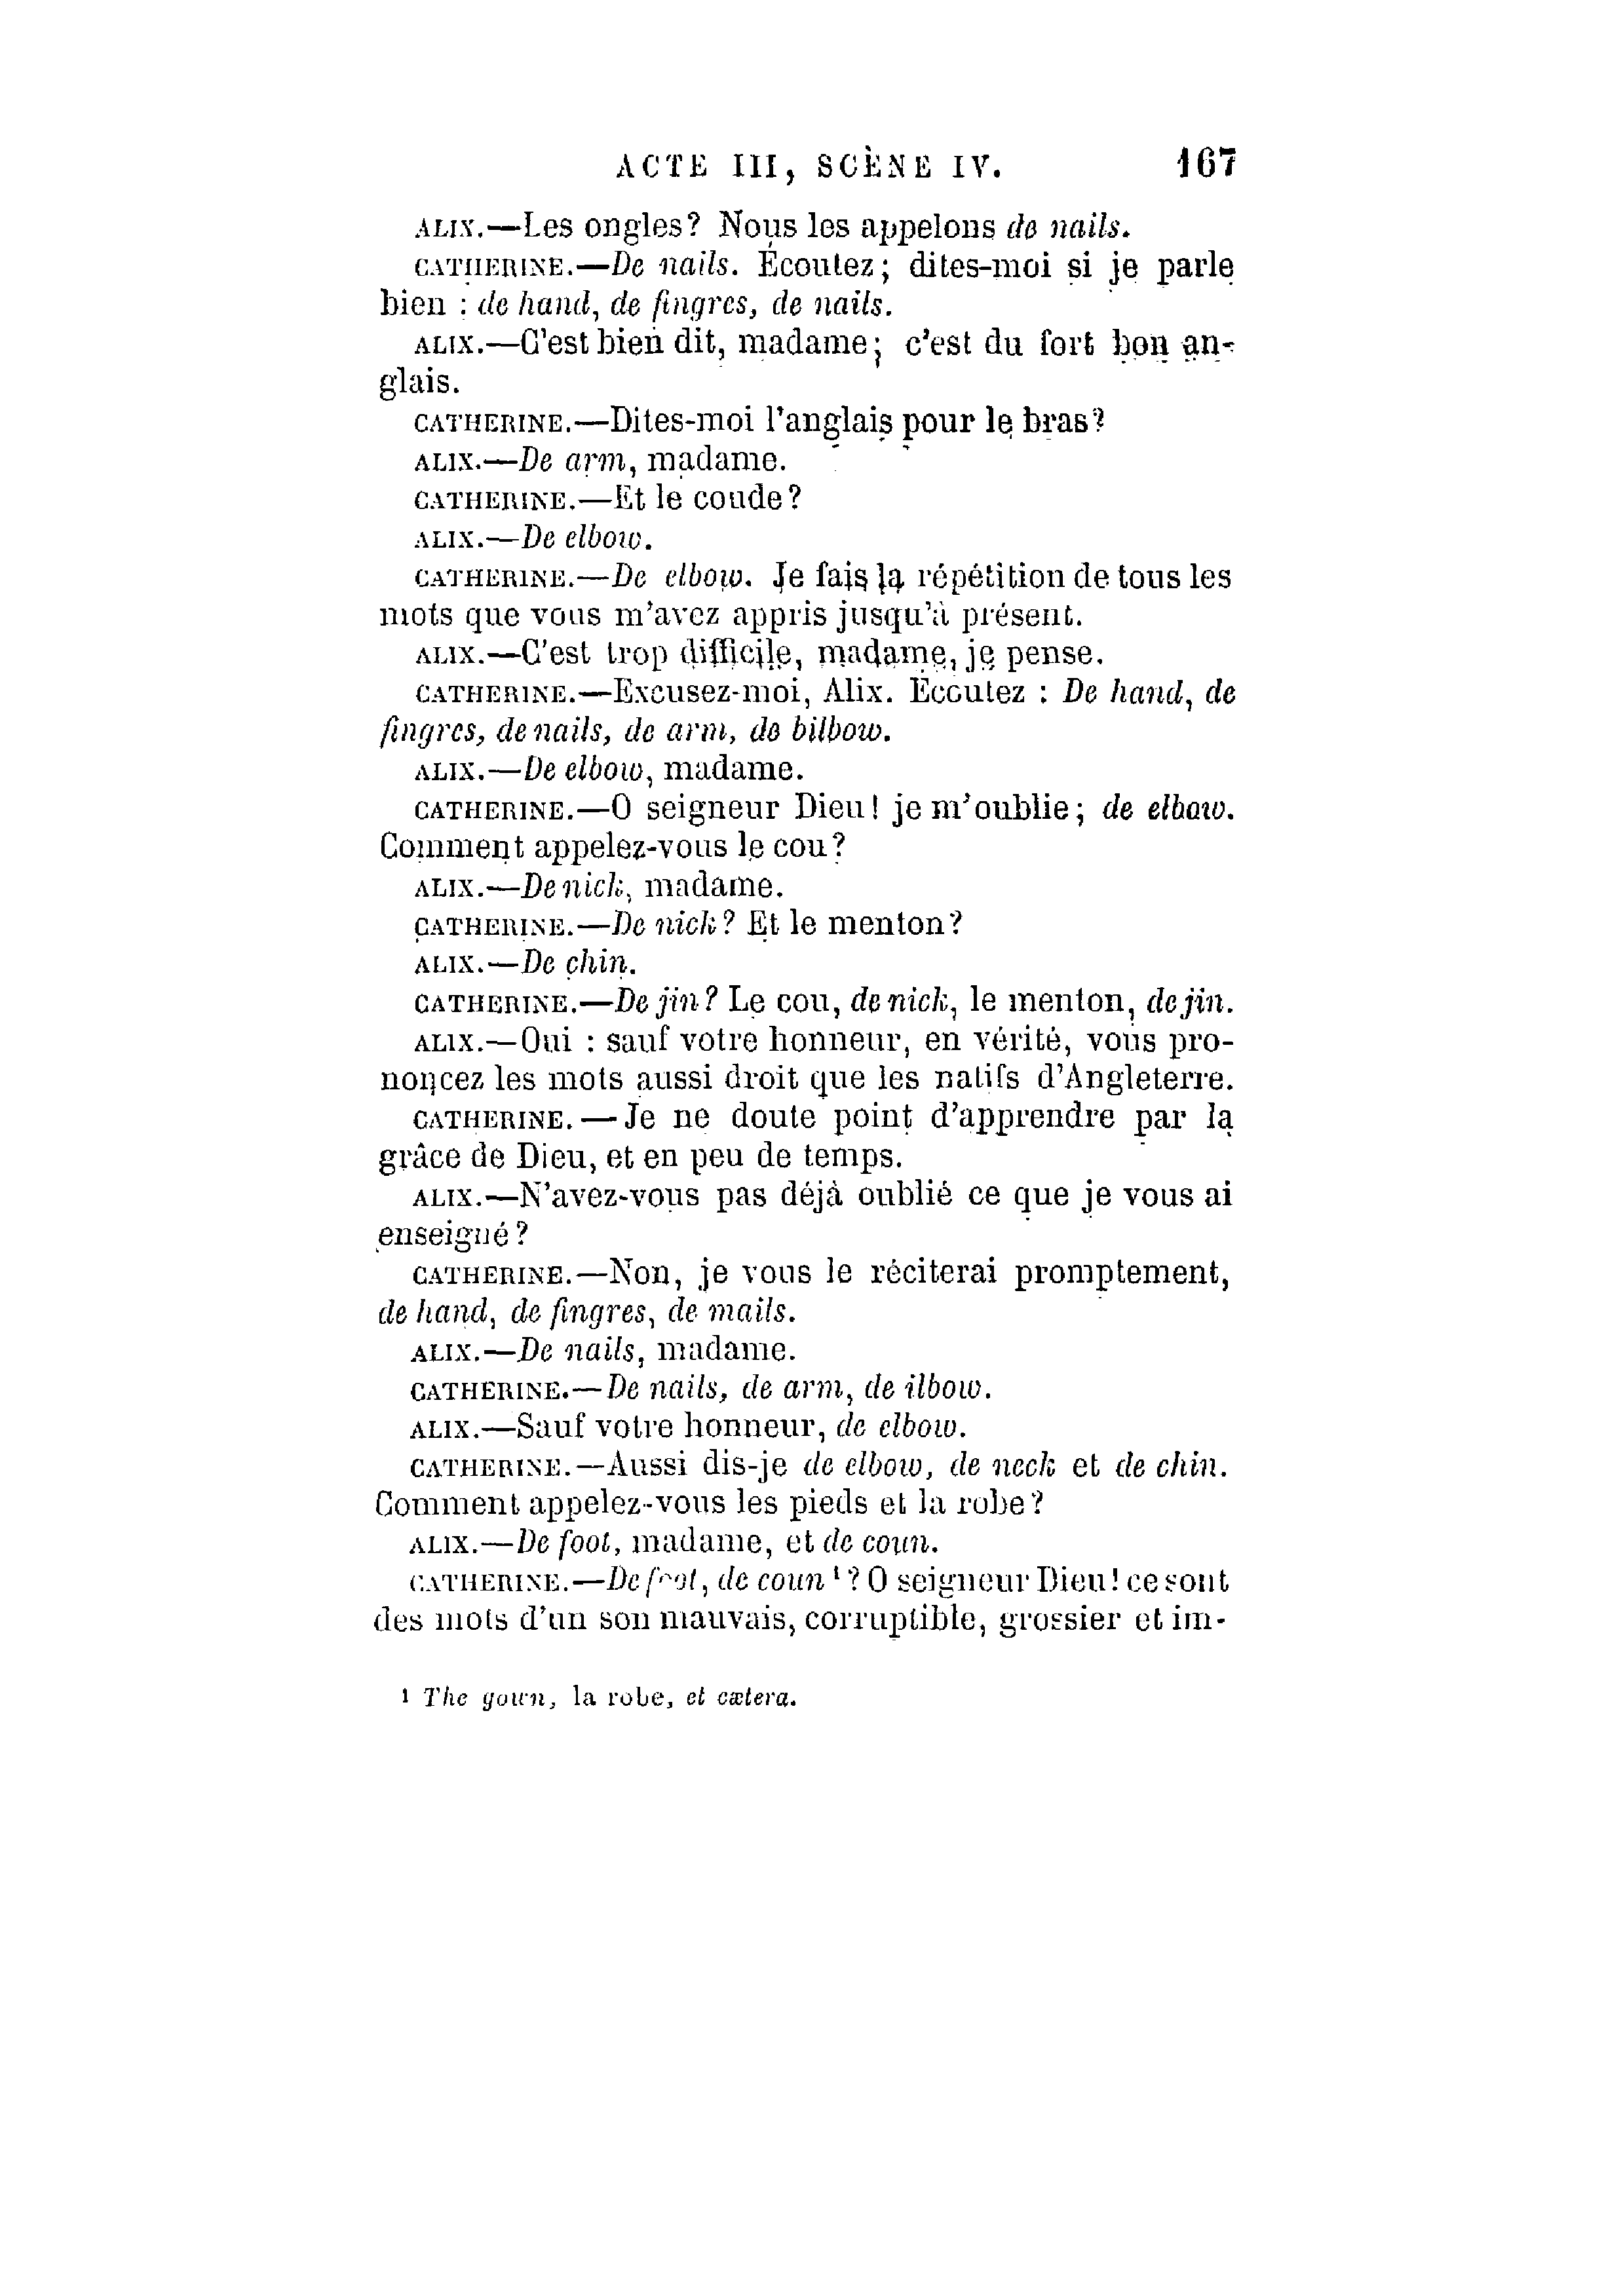 ACTE III, SCÈNE IV. 167
ALIX.—Les ongles? Nous les appelons de nails.
CATHERINE.—De nails. Écoutez; dites-moi si je parle
bien : de hand, de fingres, de nails.
ALIX.—C'est bien dit, madame; c'est du fort bon an-
glais.
CATHERINE.—Dites-moi l'anglais pour le bras?
ALIX.—De arm, madame.
CATHERINE.—Et le coude?
ALIX.—De elbow.
CATHERINE.—De elbow. Je fais la répétition de tous les
mots que vous m'avez appris jusqu'à présent.
ALIX.—C'est trop difficile, madame, je pense.
CATHERINE.—Excusez-moi, Alix. Écoutez : De hand, de
fingres, de nails, de arm, de bilbow.
ALIX.—De elbow, madame.
CATHERINE.—O seigneur Dieu! je m'oublie; de elbow.
Comment appelez-vous le cou?
ALIX.—De nick, madame.
CATHERINE.—De nick? Et le menton?
ALIX.—De chin.
CATHERINE.—De jin? Le cou, de nick, le menton, de jin.
ALIX.—Oui : sauf votre honneur, en vérité, vous pro-
noncez les mots aussi droit que les natifs d'Angleterre.
CATHERINE.—Je ne doute point d'apprendre par la
grâce de Dieu, et en peu de temps.
ALIX.—N'avez-vous pas déjà oublié ce que je vous ai
enseigné?
CATHERINE.—Non, je vous le réciterai promptement,
de hand, de fingres, de mails.
ALIX.—De nails, madame.
CATHERINE.—De nails, de arm, de ilbow.
ALIX.—Sauf votre honneur, de elbow.
CATHERINE.—Aussi dis-je de elbow, de neck et de chin.
Comment appelez-vous les pieds et la robe?
ALIX.—De foot, madame, et de coun.
CATHERINE.—De foot, de coun ¹? O seigneur Dieu! ce sont
des mots d'un son mauvais, corruptible, grossier et im-
¹ The gown, la robe, et cætera.